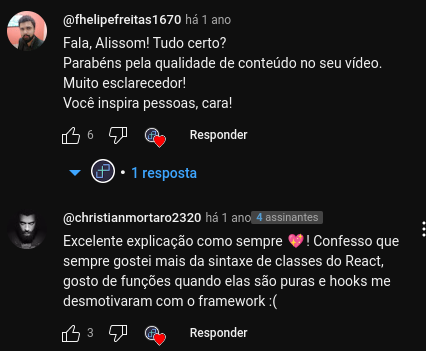 @fhelipefreitas1670 há 1 ano
Fala, Alissom! Tudo certo?
Parabéns pela qualidade de conteúdo no seu vídeo.
Muito esclarecedor!
Você inspira pessoas, cara!
6 Responder
• 1 resposta
@christianmortaro2320 há 1 ano 4 assinantes
Excelente explicação como sempre 💖 ! Confesso que
sempre gostei mais da sintaxe de classes do React,
gosto de funções quando elas são puras e hooks me
desmotivaram com o framework :(
3 Responder